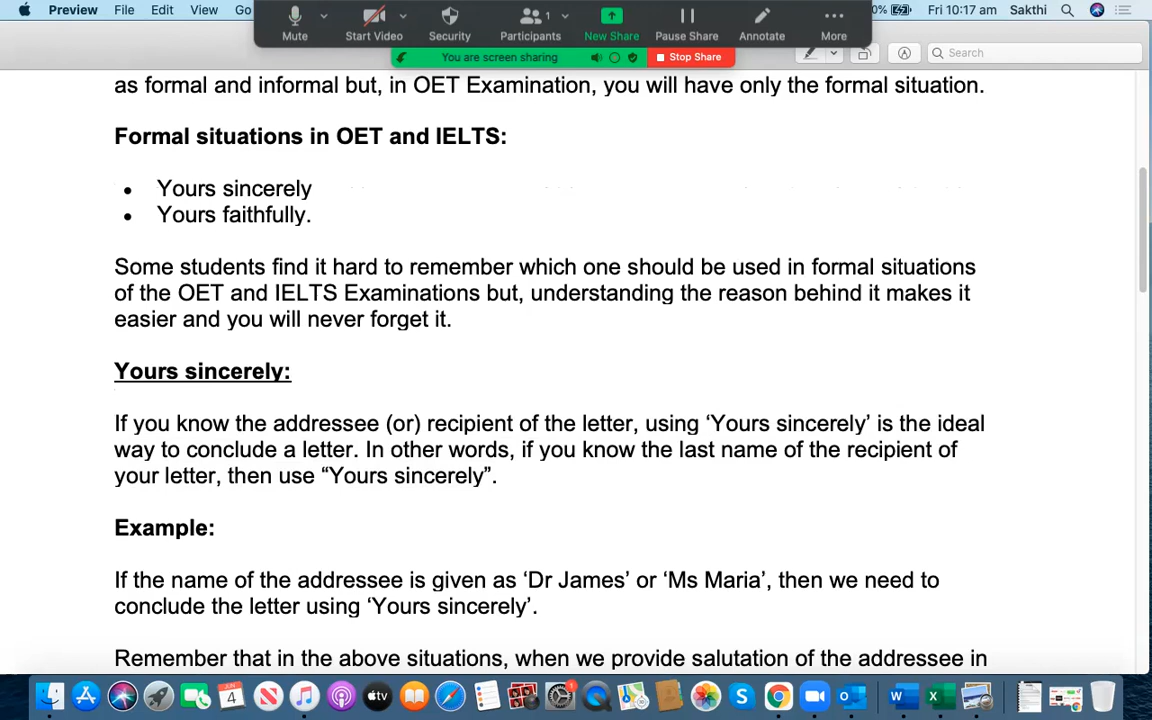 Preview File Edit View Go 0% Fri 10:17 am Sakthi
Mute Start Video Security Participants 1 New Share Pause Share Annotate More
You are screen sharing Stop Share
Search
as formal and informal but, in OET Examination, you will have only the formal situation.
Formal situations in OET and IELTS:
• Yours sincerely
• Yours faithfully.
Some students find it hard to remember which one should be used in formal situations
of the OET and IELTS Examinations but, understanding the reason behind it makes it
easier and you will never forget it.
Yours sincerely:
If you know the addressee (or) recipient of the letter, using ‘Yours sincerely’ is the ideal
way to conclude a letter. In other words, if you know the last name of the recipient of
your letter, then use “Yours sincerely”.
Example:
If the name of the addressee is given as ‘Dr James’ or ‘Ms Maria’, then we need to
conclude the letter using ‘Yours sincerely’.
Remember that in the above situations, when we provide salutation of the addressee in
JUN
4
tv
1